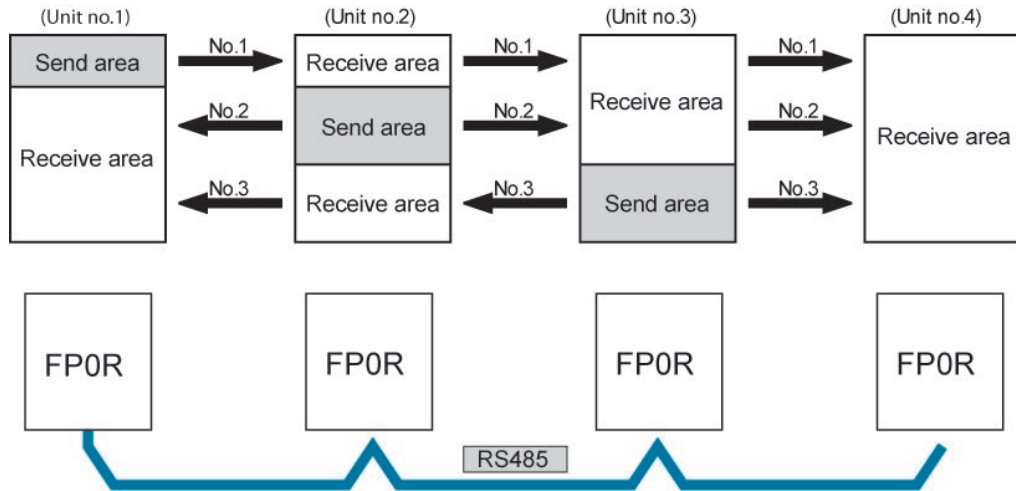 (Unit no.1) (Unit no.2) (Unit no.3) (Unit no.4)
Send area No.1 Receive area No.1 Receive area No.1 Receive area
Receive area No.2 Send area No.2 No.2
No.3 Receive area No.3 Send area No.3
FP0R FP0R FP0R FP0R
RS485